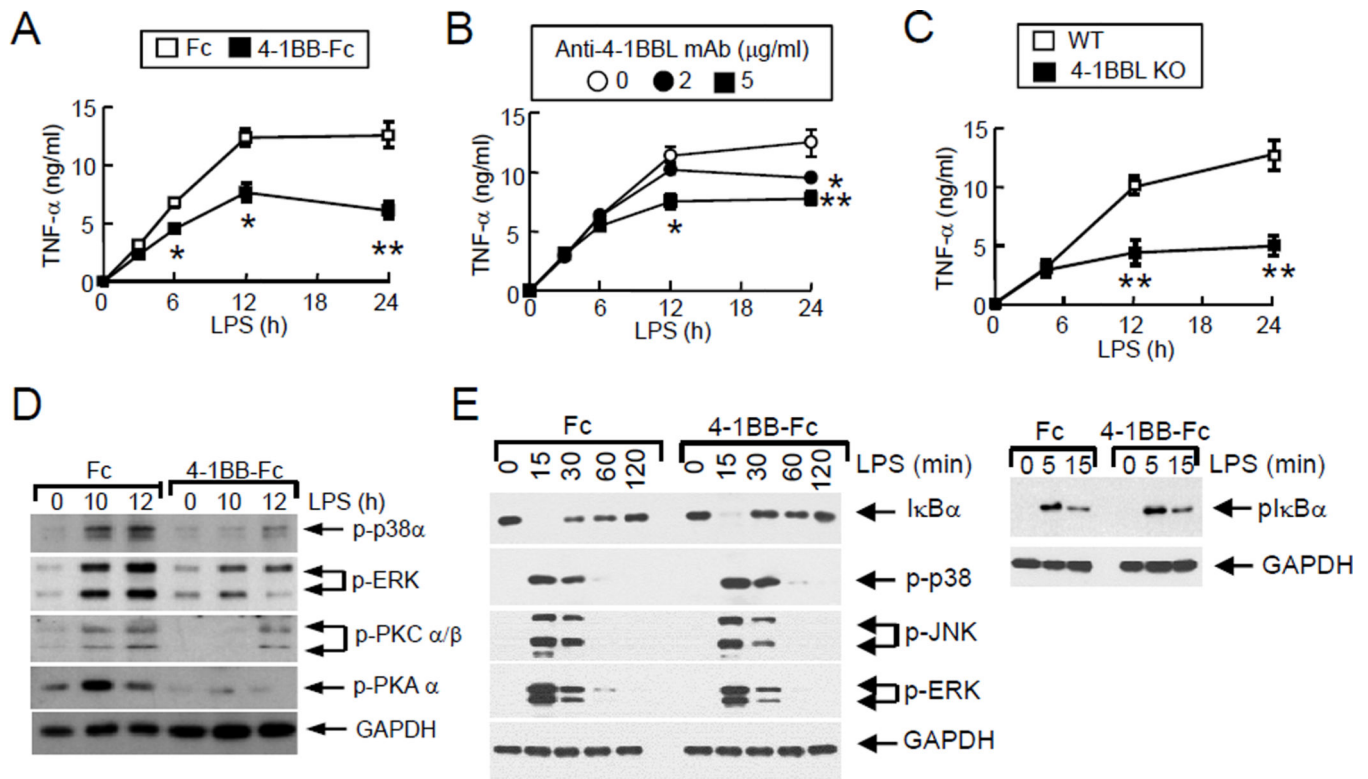 A
Fc 4-1BB-Fc
TNF-α (ng/ml)
15
10
5
0
0 6 12 18 24
LPS (h)
* * **
B
Anti-4-1BBL mAb (μg/ml)
0 2 5
TNF-α (ng/ml)
15
10
5
0
0 6 12 18 24
LPS (h)
* * **
C
WT
4-1BBL KO
TNF-α (ng/ml)
15
10
5
0
0 6 12 18 24
LPS (h)
** **
D
Fc 4-1BB-Fc
0 10 12 0 10 12 LPS (h)
p-p38α
p-ERK
p-PKC α/β
p-PKA α
GAPDH
E
Fc 4-1BB-Fc
0 15 30 60 120 0 15 30 60 120 LPS (min)
IκBα
p-p38
p-JNK
p-ERK
GAPDH
Fc 4-1BB-Fc
0 5 15 0 5 15 LPS (min)
pIκBα
GAPDH